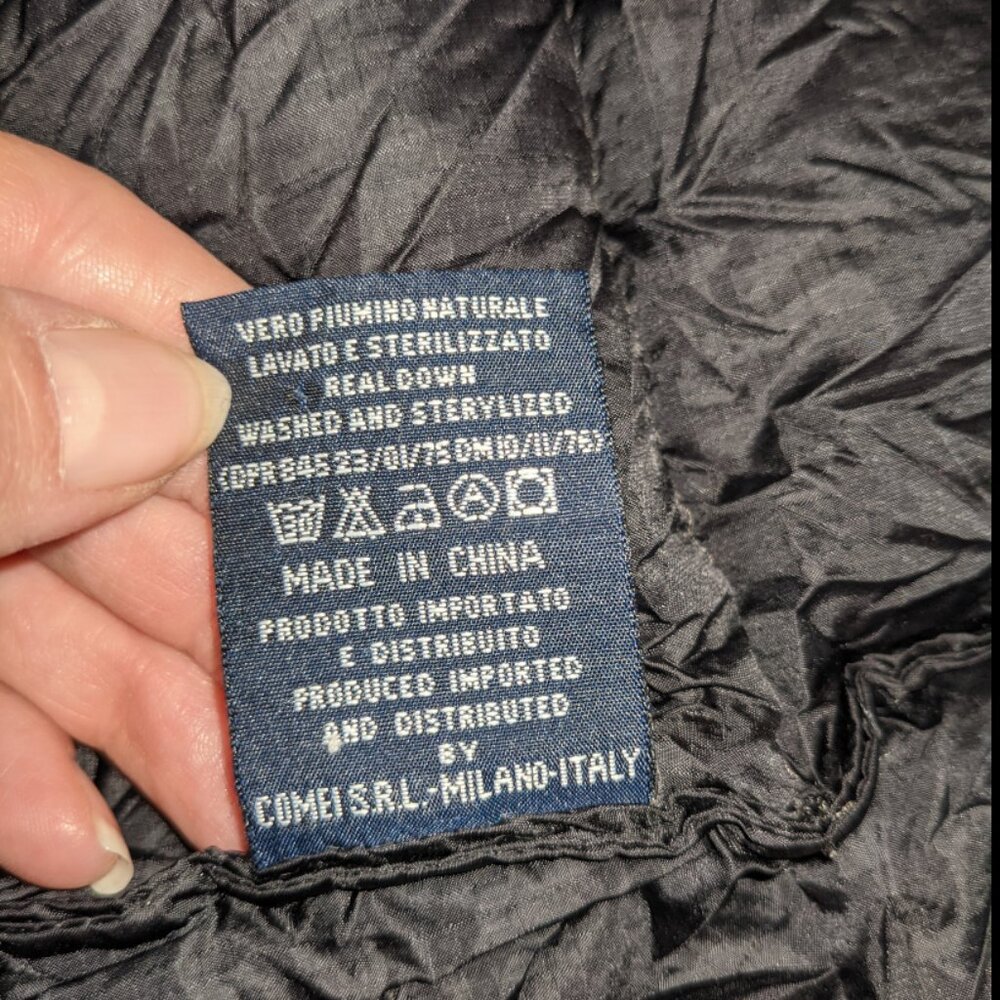 VERO PIUMINO NATURALE
LAVATO E STERILIZZATO
REAL DOWN
WASHED AND STERYLIZED
(DPR 845 23/01/75 DM 10/11/76)
30 A
MADE IN CHINA
PRODOTTO IMPORTATO
E DISTRIBUITO
PRODUCED IMPORTED
AND DISTRIBUTED
BY
COMEI S.R.L.-MILANO-ITALY